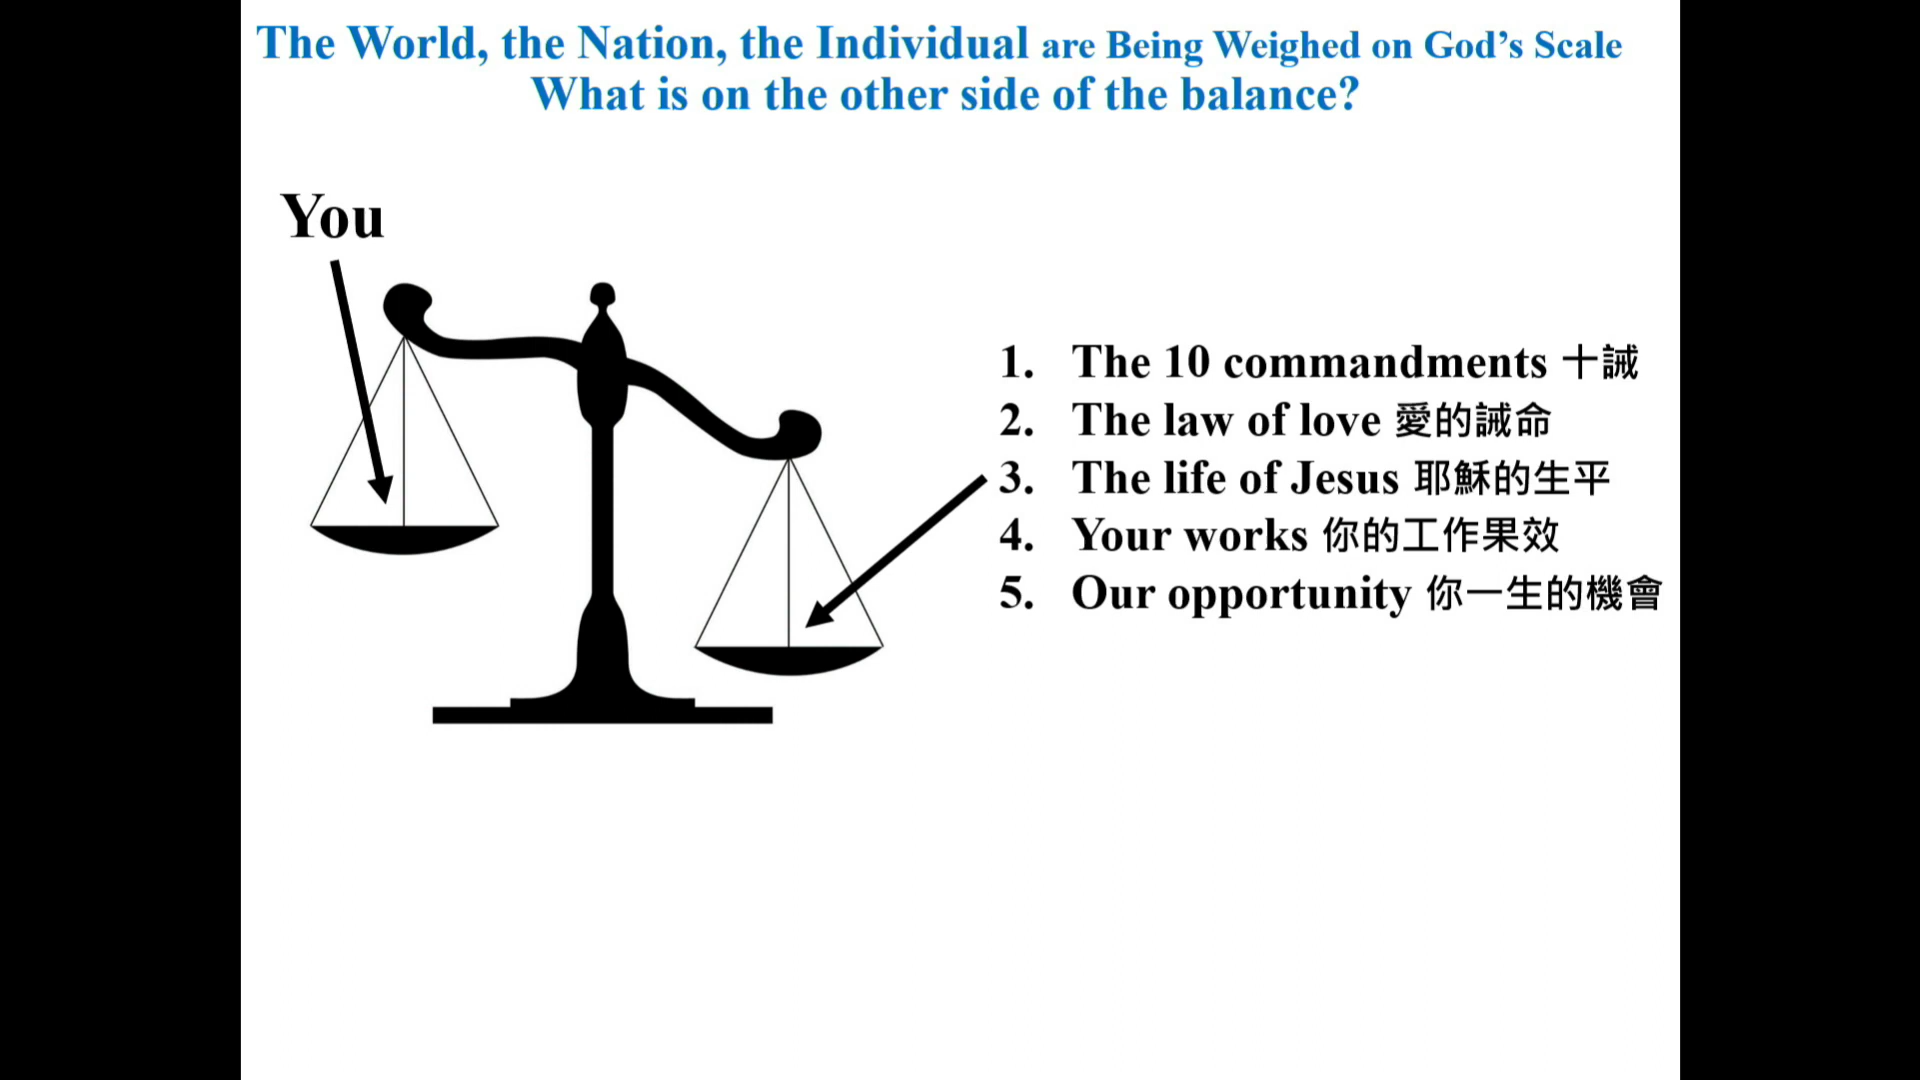 The World, the Nation, the Individual are Being Weighed on God’s Scale
What is on the other side of the balance?
You
1. The 10 commandments 十誡
2. The law of love 愛的誡命
3. The life of Jesus 耶穌的生平
4. Your works 你的工作果效
5. Our opportunity 你一生的機會